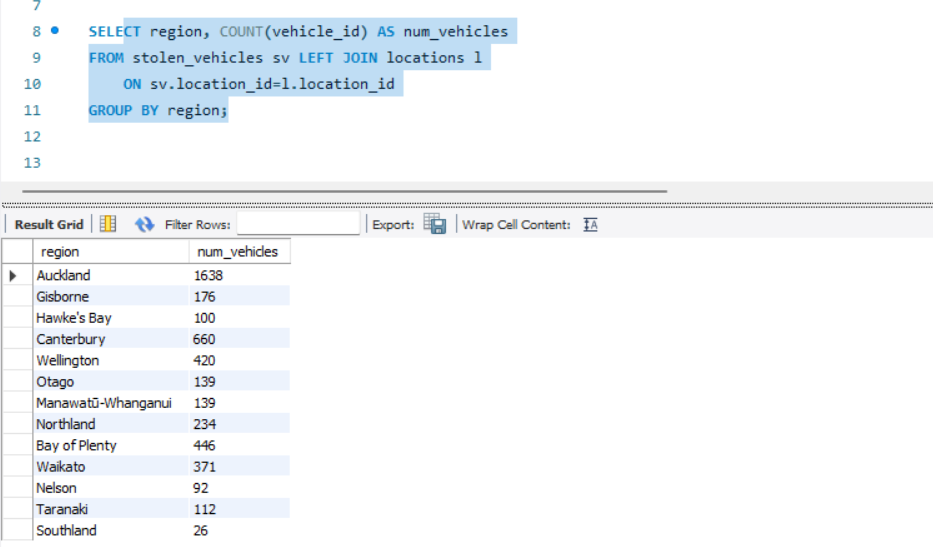 7
8 SELECT region, COUNT(vehicle_id) AS num_vehicles
9 FROM stolen_vehicles sv LEFT JOIN locations l
10 ON sv.location_id=l.location_id
11 GROUP BY region;
12
13
Result Grid Filter Rows: Export: Wrap Cell Content: IA
region num_vehicles
Auckland 1638
Gisborne 176
Hawke's Bay 100
Canterbury 660
Wellington 420
Otago 139
Manawatū-Whanganui 139
Northland 234
Bay of Plenty 446
Waikato 371
Nelson 92
Taranaki 112
Southland 26